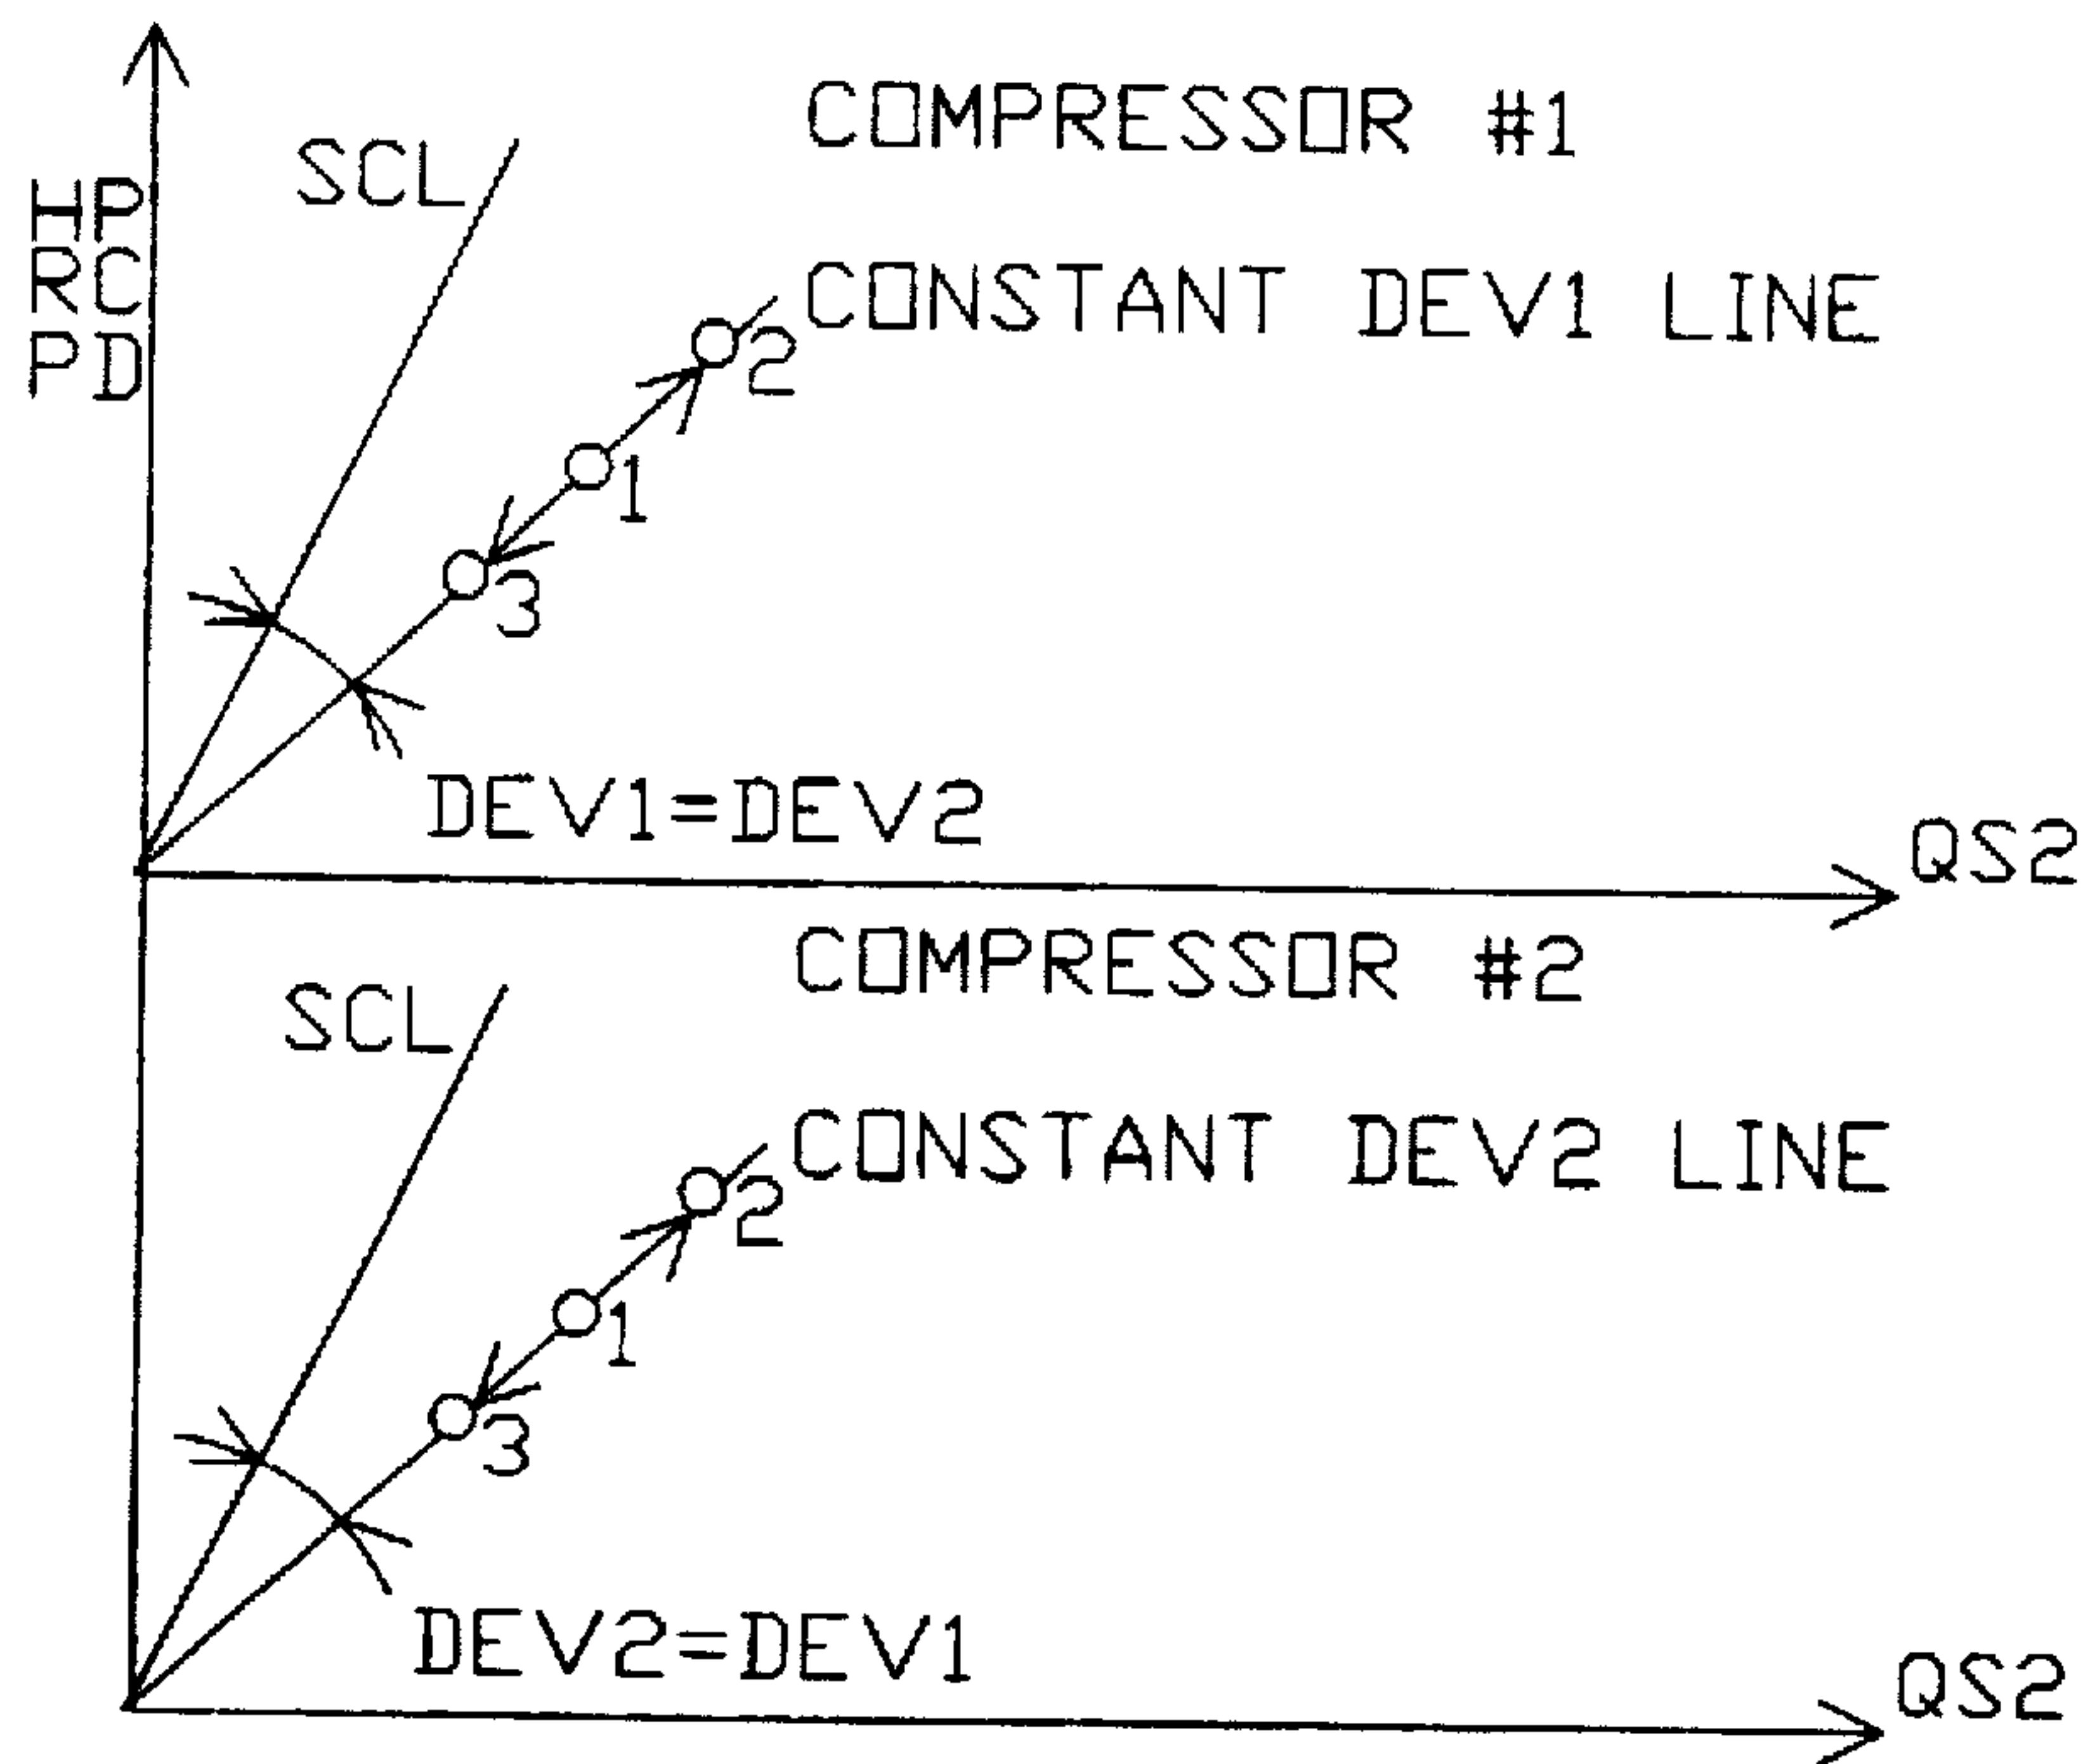 COMPRESSOR #1
SCL
HP
RC
PD
CONSTANT DEV1 LINE
2
1
3
DEV1=DEV2
QS2
COMPRESSOR #2
SCL
CONSTANT DEV2 LINE
2
1
3
DEV2=DEV1
QS2